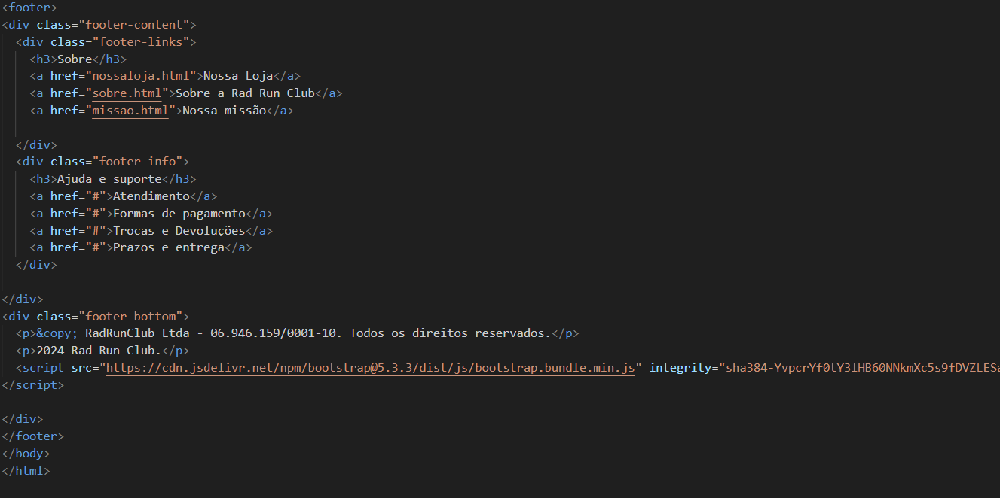 <footer>
<div class="footer-content">
<div class="footer-links">
<h3>Sobre</h3>
<a href="nossaloja.html">Nossa Loja</a>
<a href="sobre.html">Sobre a Rad Run Club</a>
<a href="missao.html">Nossa missão</a>
</div>
<div class="footer-info">
<h3>Ajuda e suporte</h3>
<a href="#">Atendimento</a>
<a href="#">Formas de pagamento</a>
<a href="#">Trocas e Devoluções</a>
<a href="#">Prazos e entrega</a>
</div>
</div>
<div class="footer-bottom">
<p>&copy; RadRunClub Ltda - 06.946.159/0001-10. Todos os direitos reservados.</p>
<p>2024 Rad Run Club.</p>
<script src="https://cdn.jsdelivr.net/npm/bootstrap@5.3.3/dist/js/bootstrap.bundle.min.js" integrity="sha384-YvpcrYf0tY3lHB60NNkmXc5s9fDVZLESa
</script>
</div>
</footer>
</body>
</html>